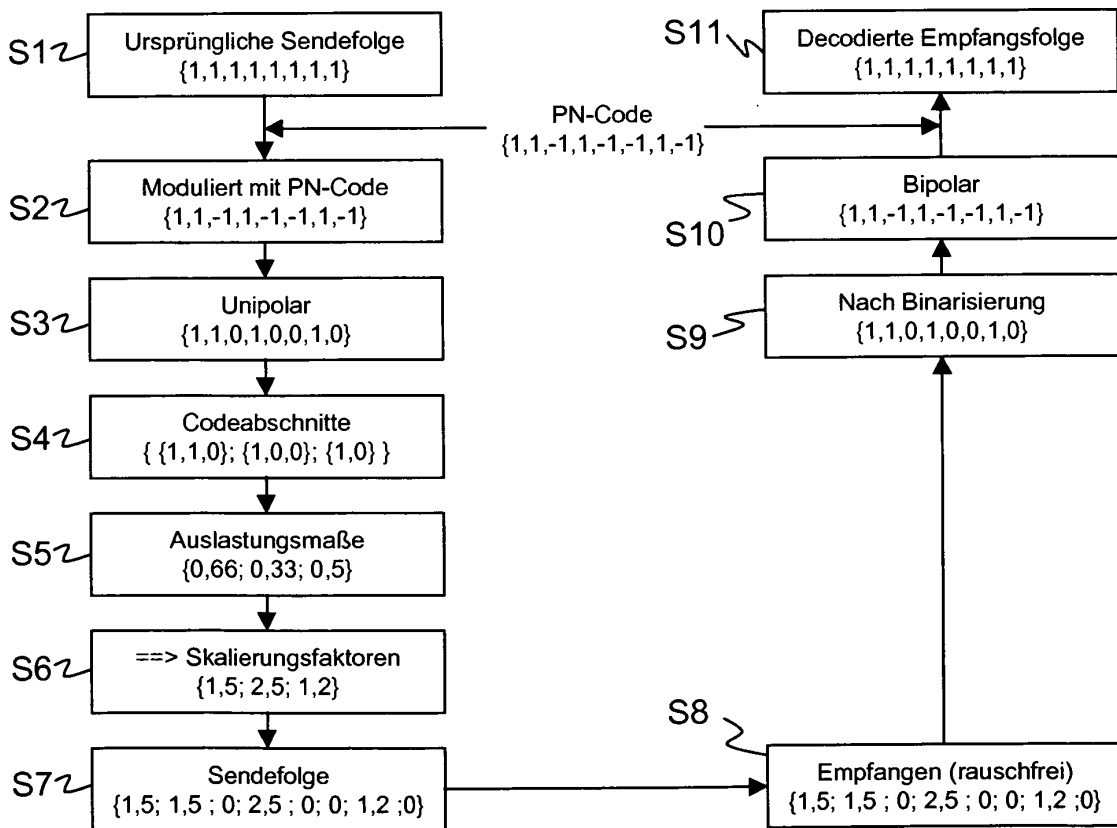 S1
Ursprüngliche Sendefolge
{1,1,1,1,1,1,1,1}
PN-Code
{1,1,-1,1,-1,-1,1,-1}
S2
Moduliert mit PN-Code
{1,1,-1,1,-1,-1,1,-1}
S3
Unipolar
{1,1,0,1,0,0,1,0}
S4
Codeabschnitte
{ {1,1,0}; {1,0,0}; {1,0} }
S5
Auslastungsmaße
{0,66; 0,33; 0,5}
S6
==> Skalierungsfaktoren
{1,5; 2,5; 1,2}
S7
Sendefolge
{1,5; 1,5 ; 0; 2,5 ; 0; 0; 1,2 ;0}
S8
Empfangen (rauschfrei)
{1,5; 1,5 ; 0; 2,5 ; 0; 0; 1,2 ;0}
S9
Nach Binarisierung
{1,1,0,1,0,0,1,0}
S10
Bipolar
{1,1,-1,1,-1,-1,1,-1}
S11
Decodierte Empfangsfolge
{1,1,1,1,1,1,1,1}